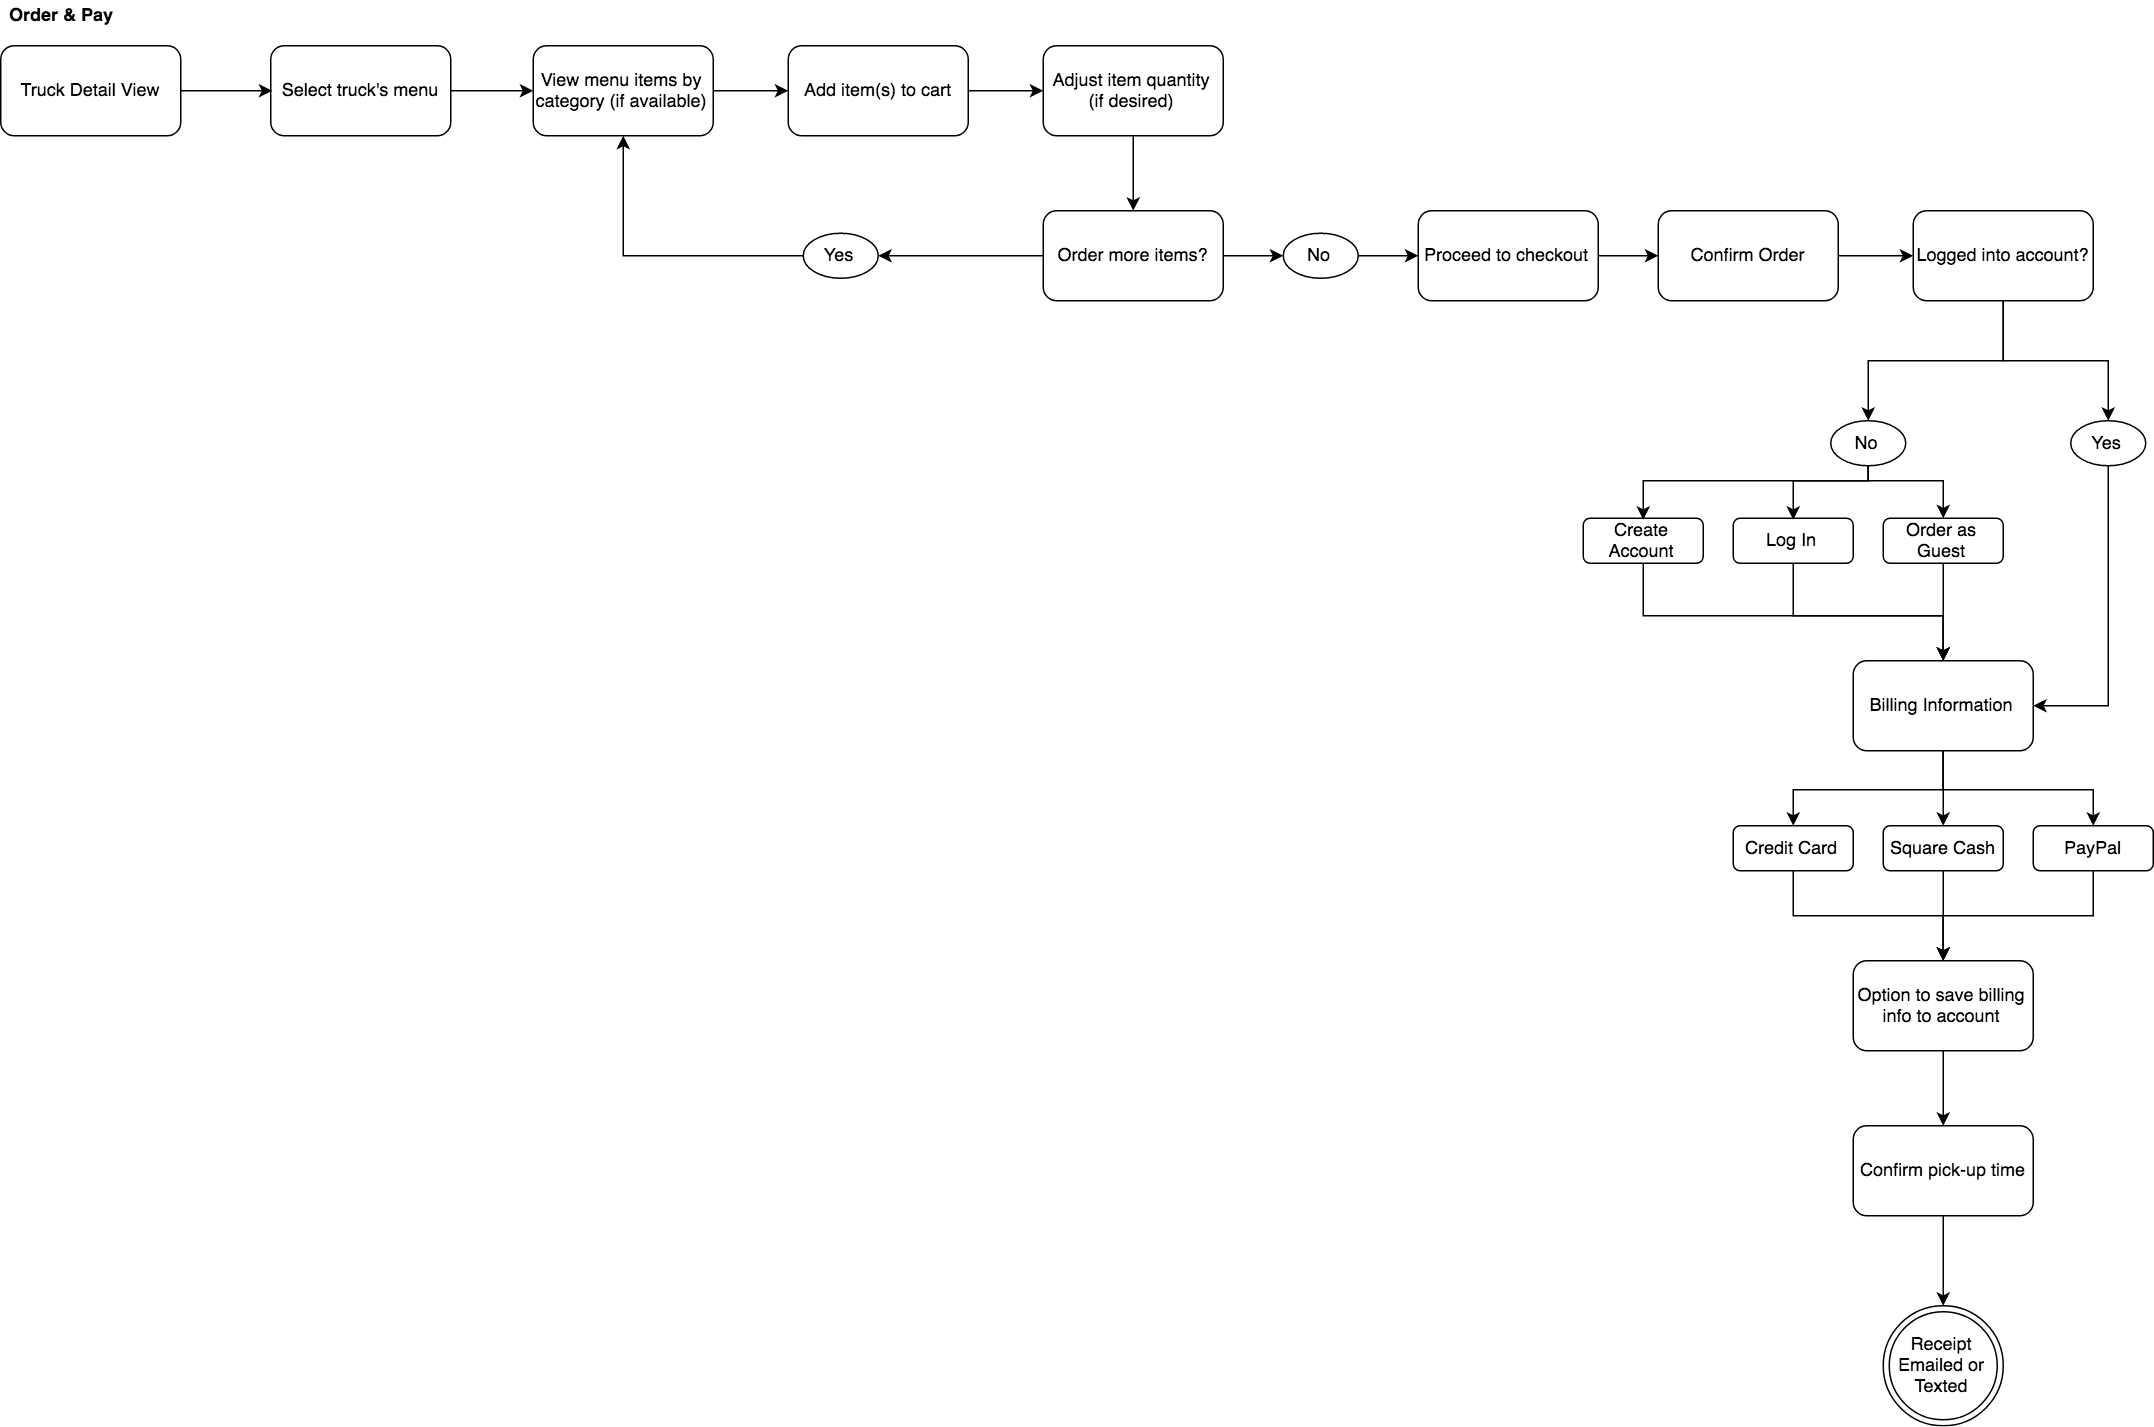 Order & Pay
Truck Detail View
Select truck's menu
View menu items by
category (if available)
Add item(s) to cart
Adjust item quantity
(if desired)
Yes
Order more items?
No
Proceed to checkout
Confirm Order
Logged into account?
No
Yes
Create
Account
Log In
Order as
Guest
Billing Information
Credit Card
Square Cash
PayPal
Option to save billing
info to account
Confirm pick-up time
Receipt
Emailed or
Texted